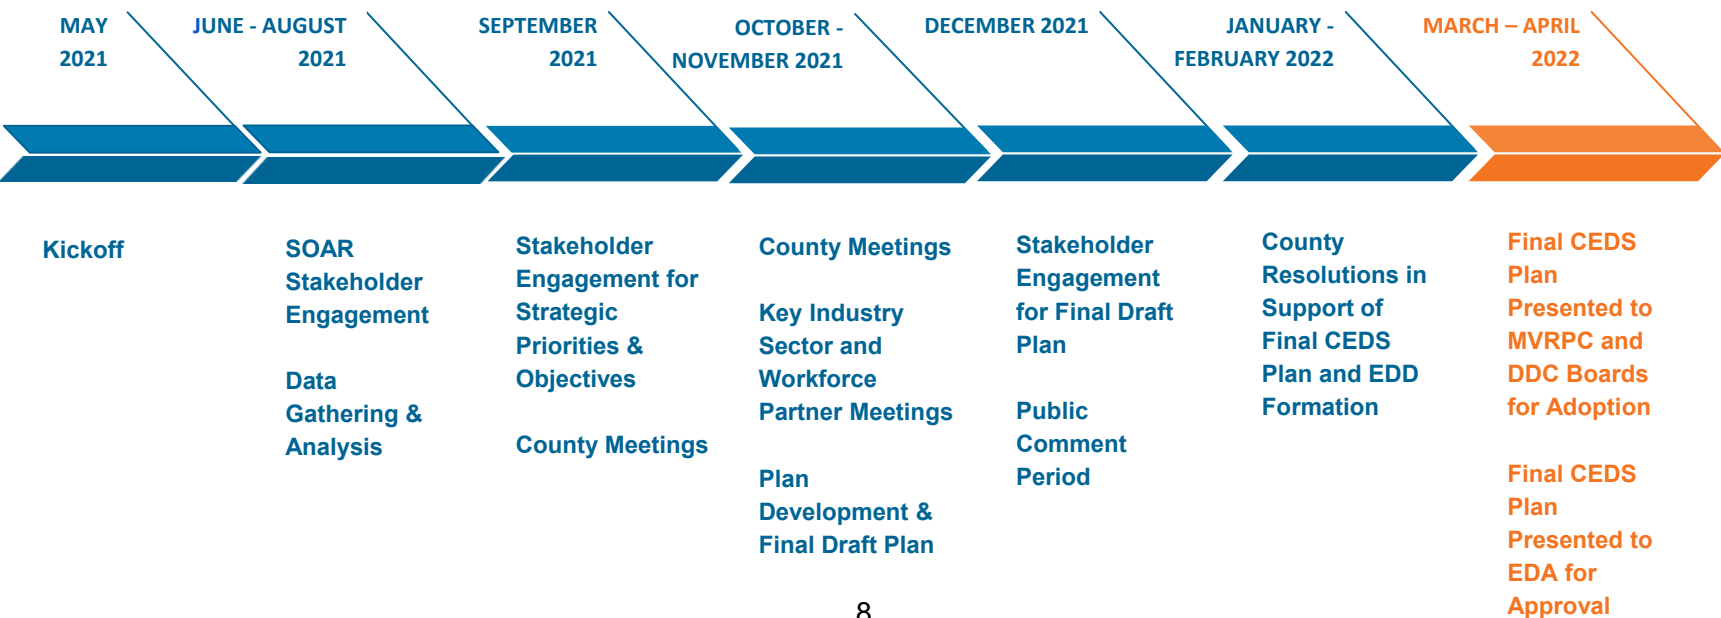 MAY
2021
JUNE - AUGUST
2021
SEPTEMBER
2021
OCTOBER -
NOVEMBER 2021
DECEMBER 2021
JANUARY -
FEBRUARY 2022
MARCH – APRIL
2022
Kickoff
SOAR
Stakeholder
Engagement
Data
Gathering &
Analysis
Stakeholder
Engagement for
Strategic
Priorities &
Objectives
County Meetings
County Meetings
Key Industry
Sector and
Workforce
Partner Meetings
Plan
Development &
Final Draft Plan
Stakeholder
Engagement
for Final Draft
Plan
Public
Comment
Period
County
Resolutions in
Support of
Final CEDS
Plan and EDD
Formation
Final CEDS
Plan
Presented to
MVRPC and
DDC Boards
for Adoption
Final CEDS
Plan
Presented to
EDA for
Approval
8